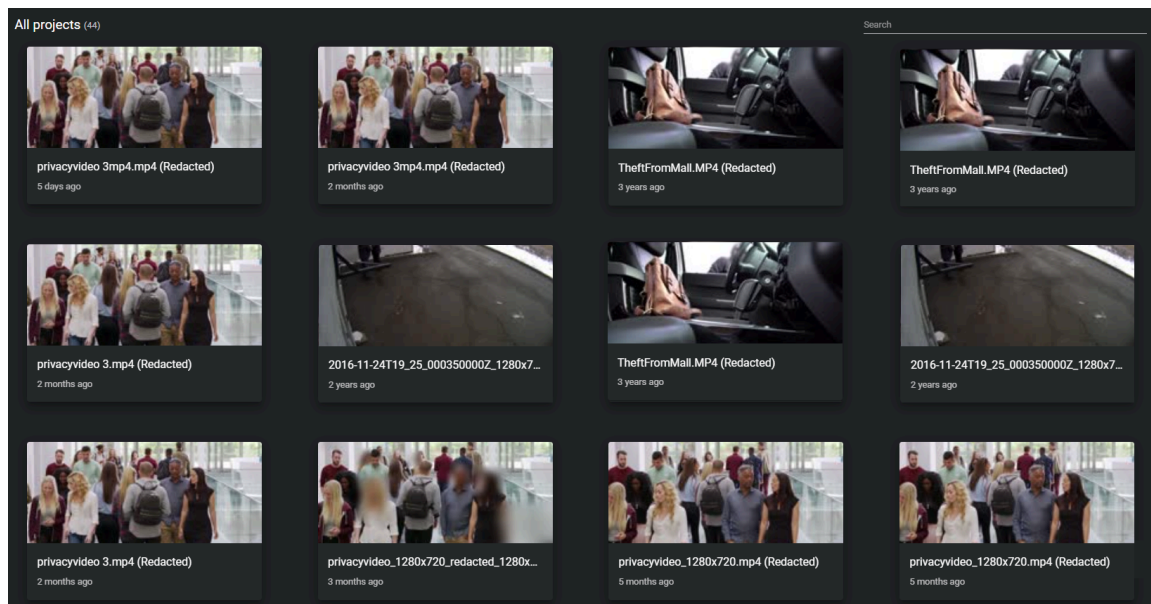 All projects (44)
Search
privacyvideo 3mp4.mp4 (Redacted)
5 days ago
privacyvideo 3mp4.mp4 (Redacted)
2 months ago
TheftFromMall.MP4 (Redacted)
3 years ago
TheftFromMall.MP4 (Redacted)
3 years ago
privacyvideo 3.mp4 (Redacted)
2 months ago
2016-11-24T19_25_000350000Z_1280x7...
2 years ago
TheftFromMall.MP4 (Redacted)
3 years ago
2016-11-24T19_25_000350000Z_1280x7...
2 years ago
privacyvideo 3.mp4 (Redacted)
2 months ago
privacyvideo_1280x720_redacted_1280x...
3 months ago
privacyvideo_1280x720.mp4 (Redacted)
5 months ago
privacyvideo_1280x720.mp4 (Redacted)
5 months ago